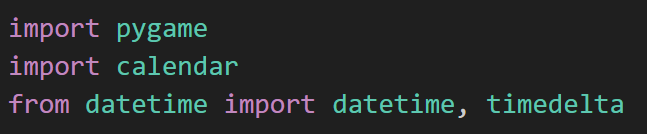 import pygame
import calendar
from datetime import datetime, timedelta